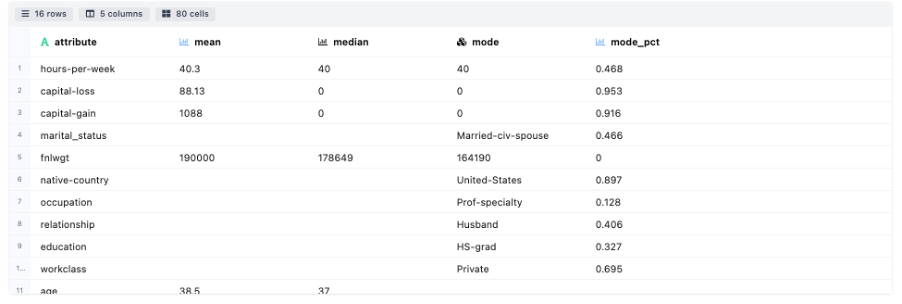 16 rows 5 columns 80 cells
attribute mean median mode mode_pct
1 hours-per-week 40.3 40 40 0.468
2 capital-loss 88.13 0 0 0.953
3 capital-gain 1088 0 0 0.916
4 marital_status Married-civ-spouse 0.466
5 fnlwgt 190000 178649 164190 0
6 native-country United-States 0.897
7 occupation Prof-specialty 0.128
8 relationship Husband 0.406
9 education HS-grad 0.327
1... workclass Private 0.695
11 age 38.5 37